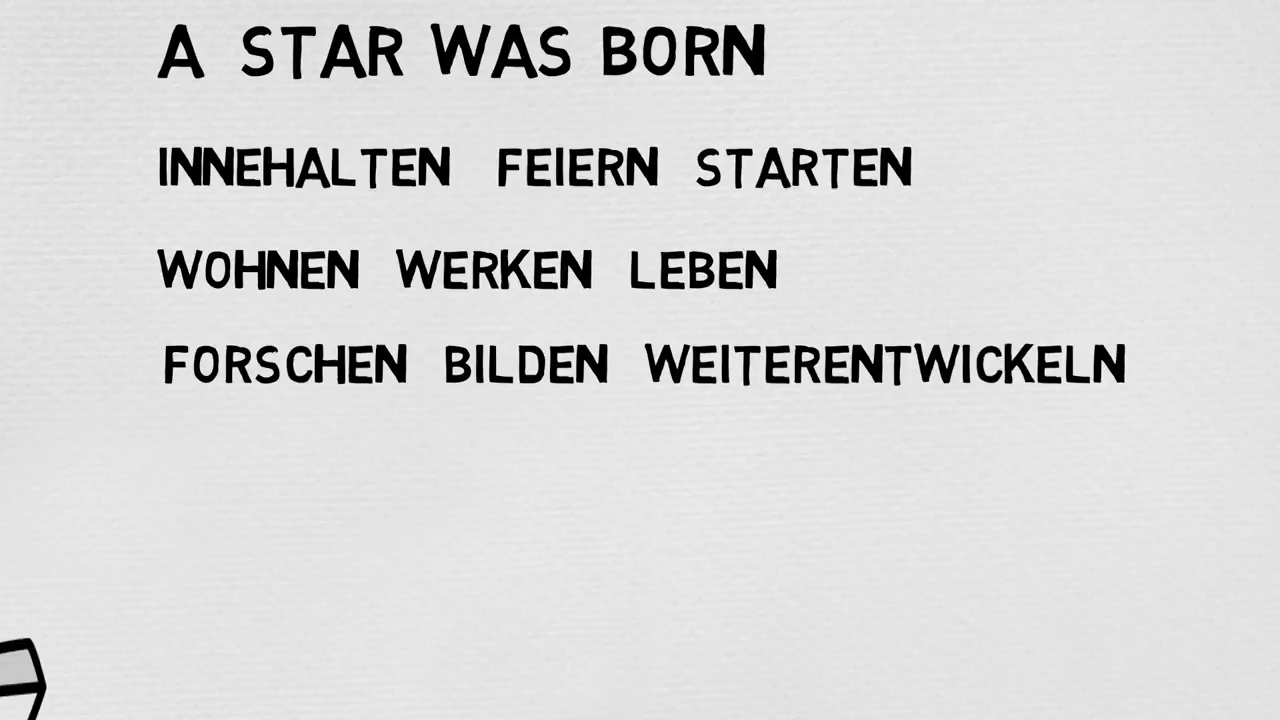 A STAR WAS BORN
INNEHALTEN FEIERN STARTEN
WOHNEN WERKEN LEBEN
FORSCHEN BILDEN WEITERENTWICKELN